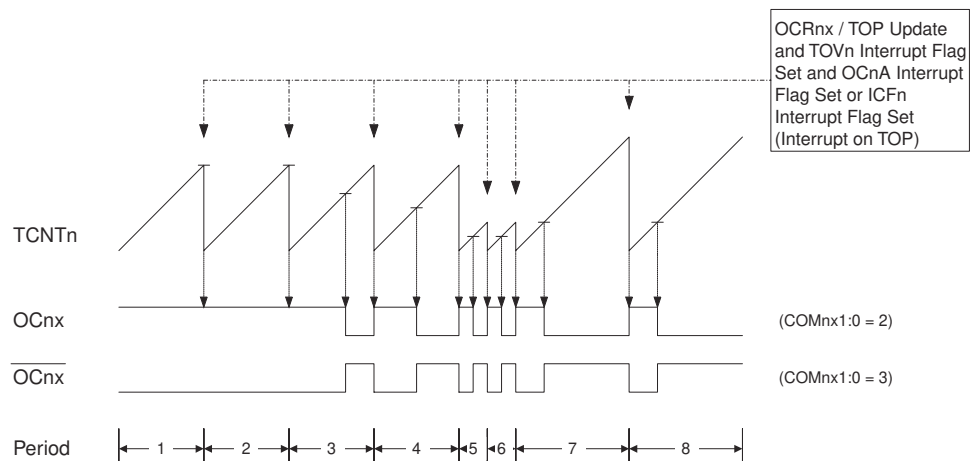 OCRnx / TOP Update
and TOVn Interrupt Flag
Set and OCnA Interrupt
Flag Set or ICFn
Interrupt Flag Set
(Interrupt on TOP)
TCNTn
OCnx
(COMnx1:0 = 2)
OCnx
(COMnx1:0 = 3)
Period 1 2 3 4 5 6 7 8